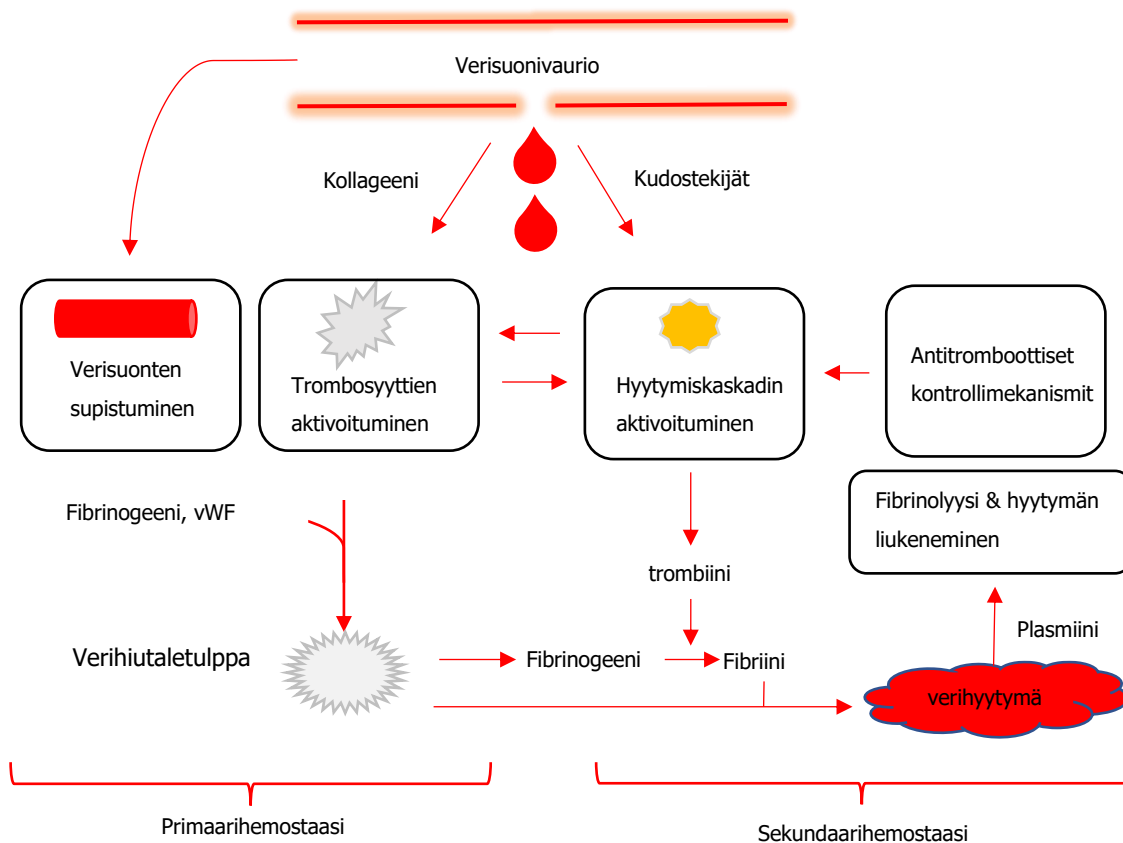 Verisuonivaurio
Kollageeni
Kudostekijät
Verisuonten
supistuminen
Trombosyyttien
aktivoituminen
Hyytymiskaskadin
aktivoituminen
Antitromboottiset
kontrollimekanismit
Fibrinogeeni, vWF
Fibrinolyysi & hyytymän
liukeneminen
trombiini
Plasmiini
Verihiutaletulppa
Fibrinogeeni
Fibriini
verihyytymä
Primaarihemostaasi
Sekundaarihemostaasi